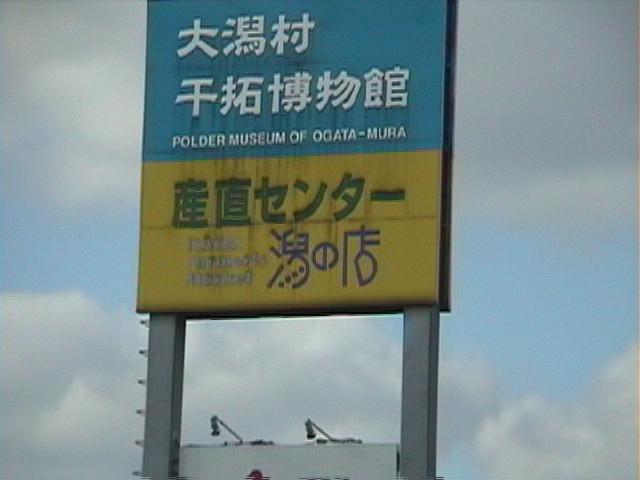 大潟村
干拓博物館
POLDER MUSEUM OF OGATA-MURA
産直センター
潟の店